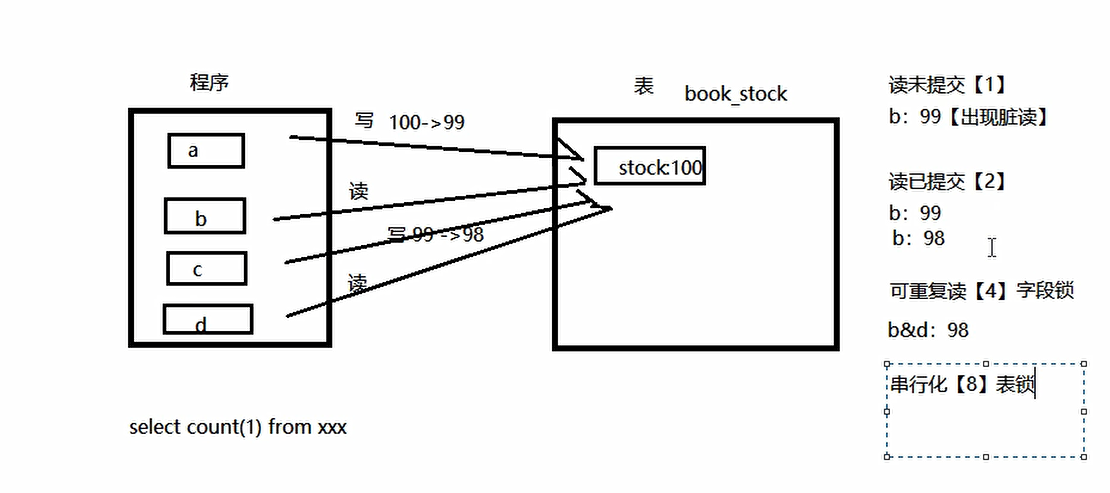 程序
a
b
c
d
写 100->99
读
写 99 ->98
读
表 book_stock
stock:100
读未提交【1】
b：99【出现脏读】
读已提交【2】
b：99
b：98
可重复读【4】字段锁
b&d：98
串行化【8】表锁
select count(1) from xxx